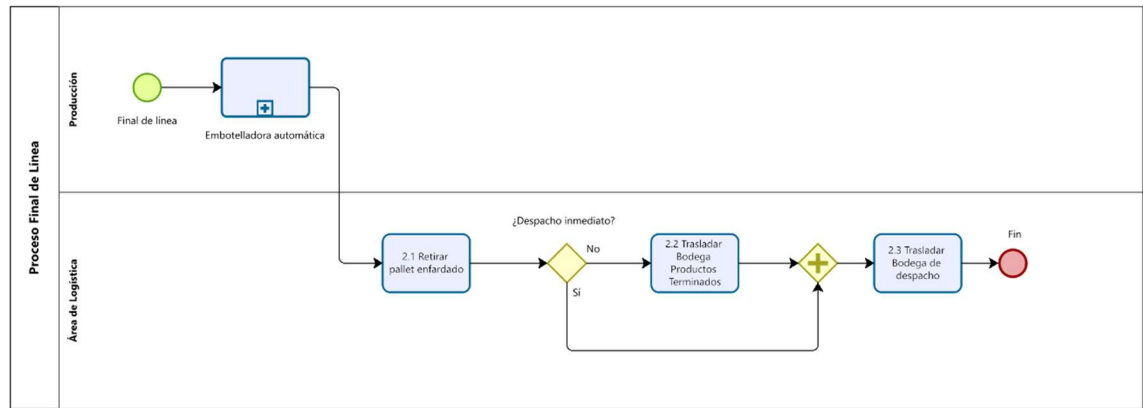 Proceso Final de Línea
Producción
Final de línea
Embotelladora automática
Área de Logística
2.1 Retirar
pallet enfardado
¿Despacho inmediato?
No
Sí
2.2 Trasladar
Bodega
Productos
Terminados
2.3 Trasladar
Bodega de
despacho
Fin